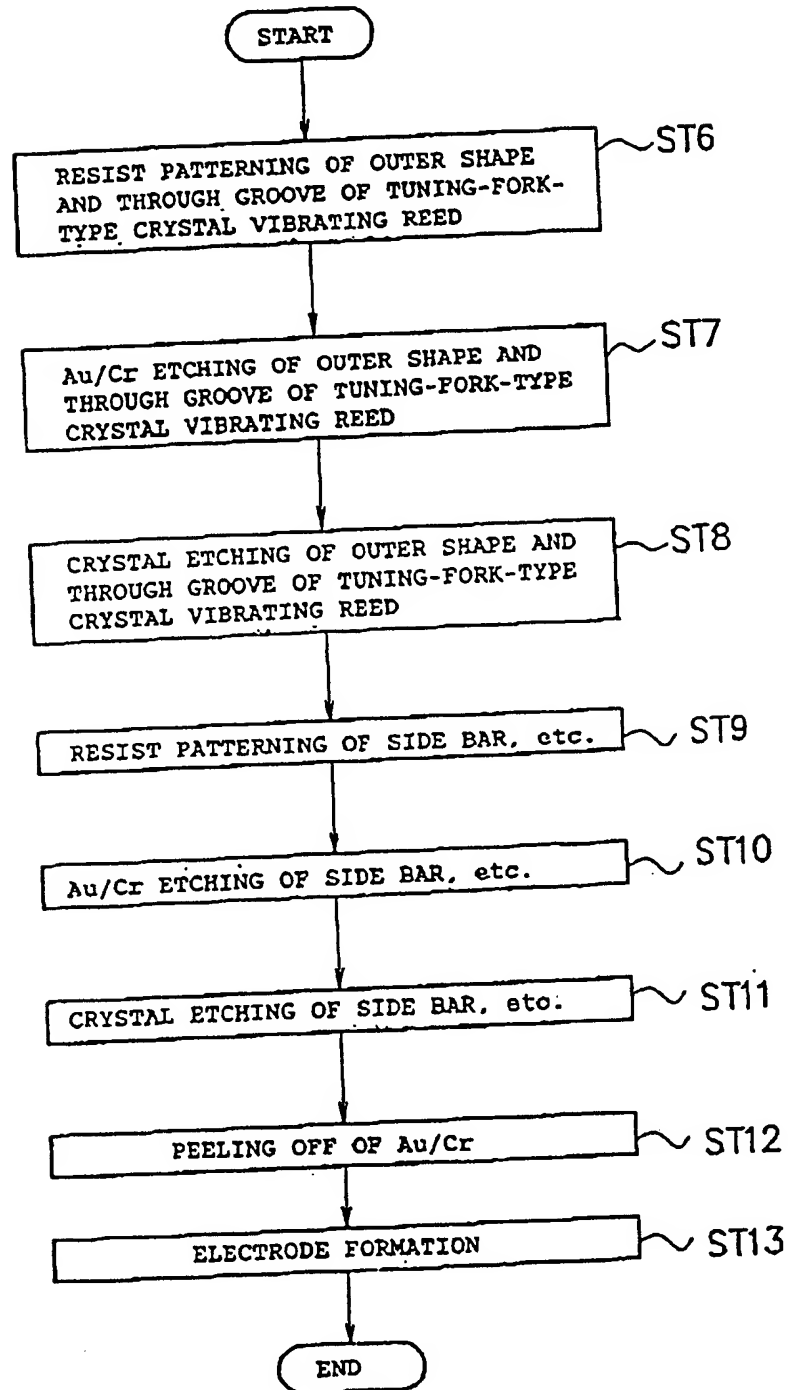 START
ST6
RESIST PATTERNING OF OUTER SHAPE
AND THROUGH GROOVE OF TUNING-FORK-
TYPE CRYSTAL VIBRATING REED
ST7
Au/Cr ETCHING OF OUTER SHAPE AND
THROUGH GROOVE OF TUNING-FORK-TYPE
CRYSTAL VIBRATING REED
ST8
CRYSTAL ETCHING OF OUTER SHAPE AND
THROUGH GROOVE OF TUNING-FORK-TYPE
CRYSTAL VIBRATING REED
ST9
RESIST PATTERNING OF SIDE BAR, etc.
ST10
Au/Cr ETCHING OF SIDE BAR, etc.
ST11
CRYSTAL ETCHING OF SIDE BAR, etc.
ST12
PEELING OFF OF Au/Cr
ST13
ELECTRODE FORMATION
END